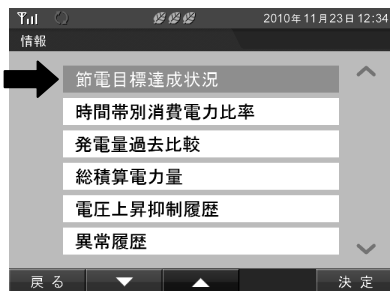 2010年11月23日 12:34
情報
節電目標達成状況
時間帯別消費電力比率
発電量過去比較
総積算電力量
電圧上昇抑制履歴
異常履歴
戻る ▼ ▲ 決定